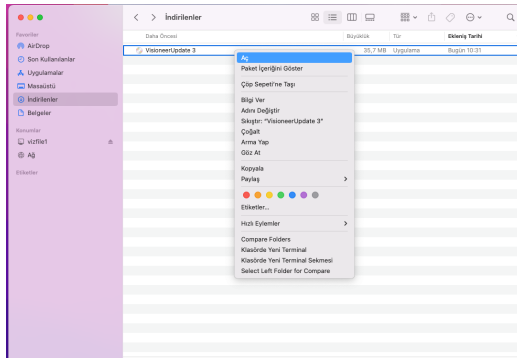 İndirilenler
Favoriler
AirDrop
Son Kullanılanlar
Uygulamalar
Masaüstü
İndirilenler
Belgeler
Konumlar
vizfile1
Ağ
Etiketler
Daha Öncesi
Büyüklük
Tür
Ekleniş Tarihi
VisioneerUpdate 3
35,7 MB
Uygulama
Bugün 10:31
Aç
Paket İçeriğini Göster
Çöp Sepeti'ne Taşı
Bilgi Ver
Adını Değiştir
Sıkıştır: "VisioneerUpdate 3"
Çoğalt
Arma Yap
Göz At
Kopyala
Paylaş
Etiketler...
Hızlı Eylemler
Compare Folders
Klasörde Yeni Terminal
Klasörde Yeni Terminal Sekmesi
Select Left Folder for Compare